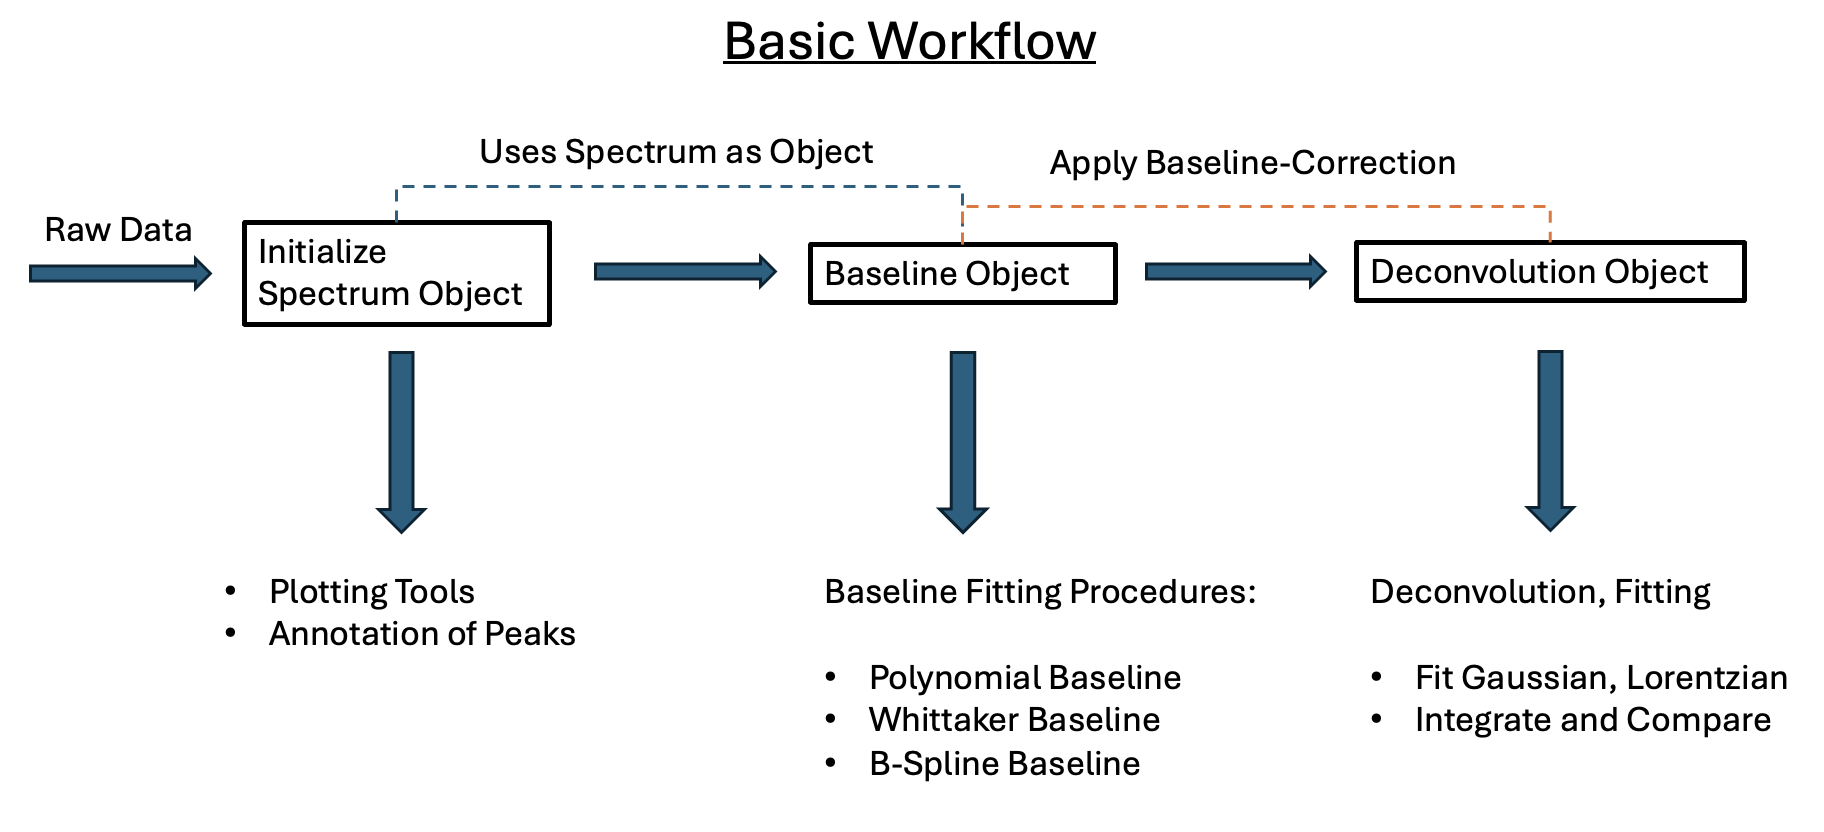 Basic Workflow
Uses Spectrum as Object
Apply Baseline-Correction
Raw Data
Initialize
Spectrum Object
Baseline Object
Deconvolution Object
• Plotting Tools
• Annotation of Peaks
Baseline Fitting Procedures:
• Polynomial Baseline
• Whittaker Baseline
• B-Spline Baseline
Deconvolution, Fitting
• Fit Gaussian, Lorentzian
• Integrate and Compare